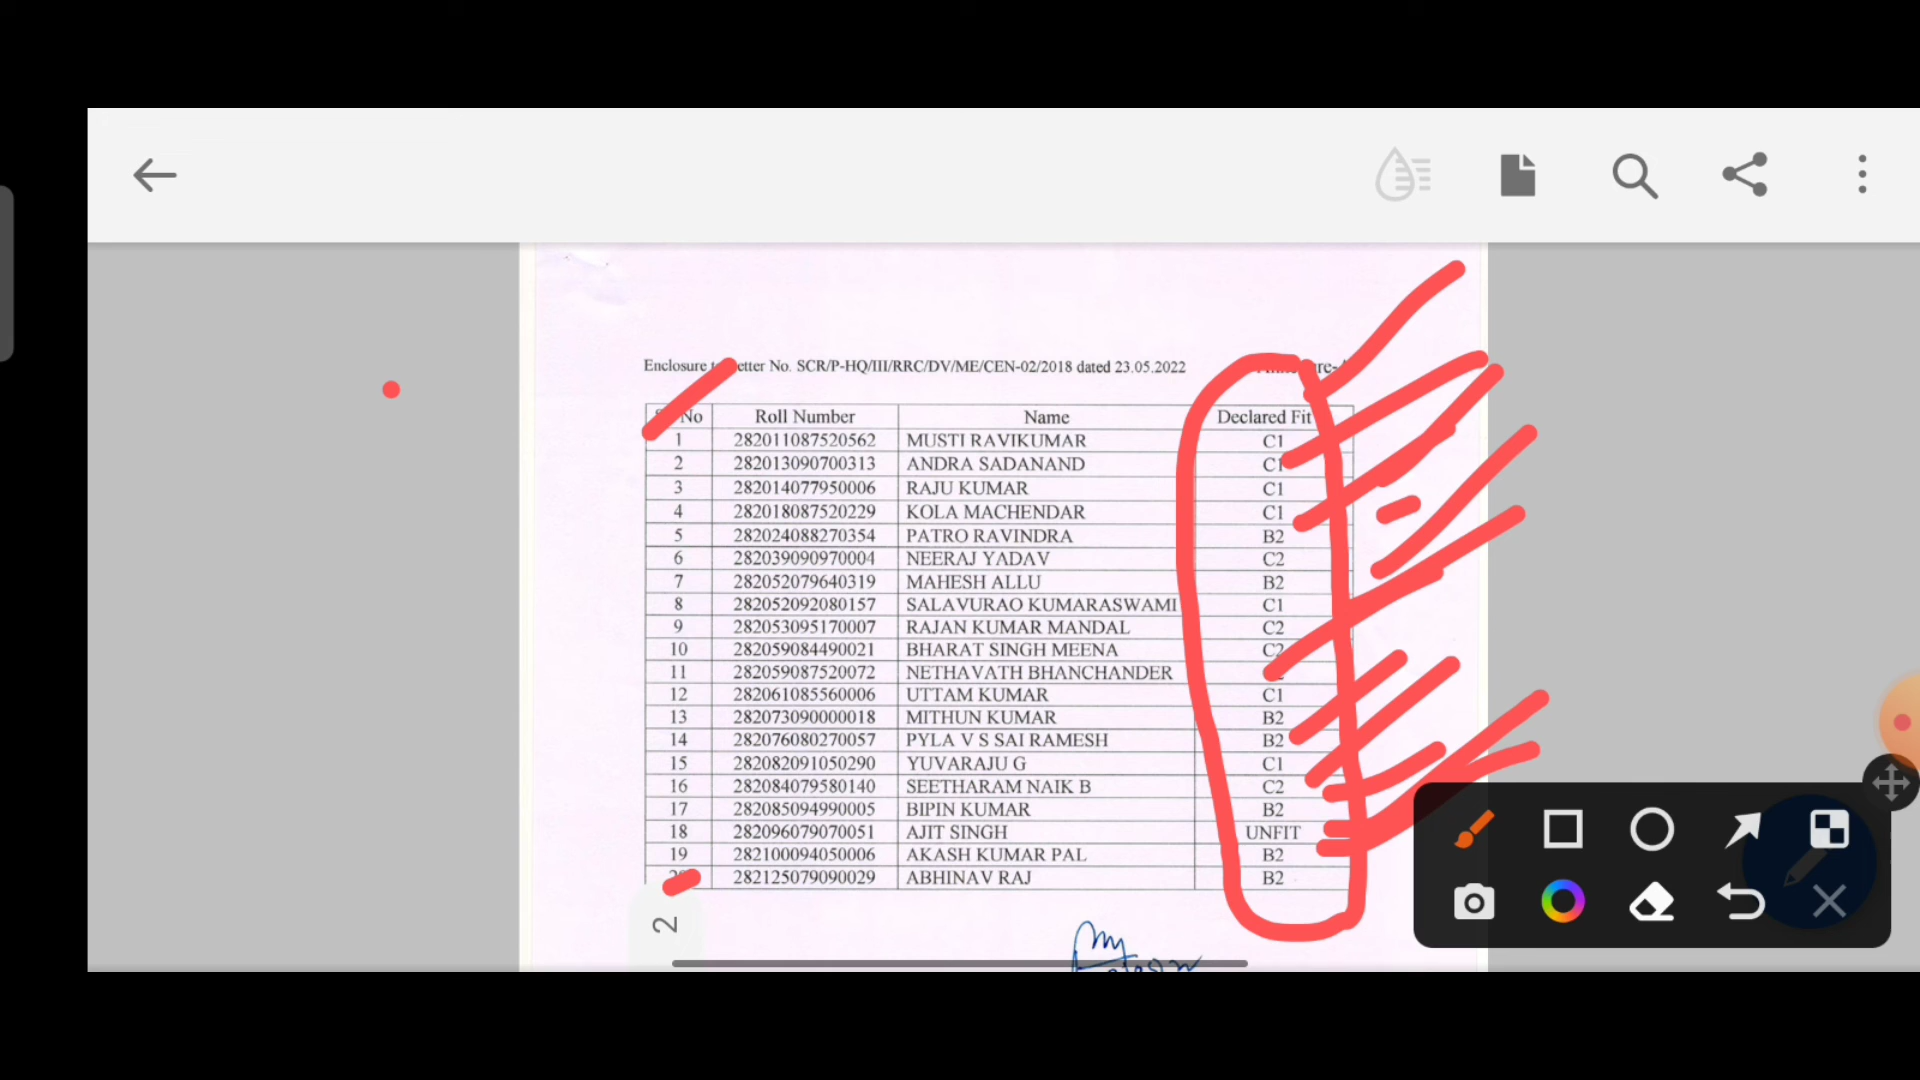 Enclosure to Letter No. SCR/P-HQ/III/RRC/DV/ME/CEN-02/2018 dated 23.05.2022
No Roll Number Name Declared Fit
1 282011087520562 MUSTI RAVIKUMAR C1
2 282013090700313 ANDRA SADANAND C1
3 282014077950006 RAJU KUMAR C1
4 282018087520229 KOLA MACHENDAR C1
5 282024088270354 PATRO RAVINDRA B2
6 282039090970004 NEERAJ YADAV C2
7 282052079640319 MAHESH ALLU B2
8 282052092080157 SALAVURAO KUMARASWAMI C1
9 282053095170007 RAJAN KUMAR MANDAL C2
10 282059084490021 BHARAT SINGH MEENA C2
11 282059087520072 NETHAVATH BHANCHANDER
12 282061085560006 UTTAM KUMAR C1
13 282073090000018 MITHUN KUMAR B2
14 282076080270057 PYLA V S SAI RAMESH B2
15 282082091050290 YUVARAJU G C1
16 282084079580140 SEETHARAM NAIK B C2
17 282085094990005 BIPIN KUMAR B2
18 282096079070051 AJIT SINGH UNFIT
19 282100094050006 AKASH KUMAR PAL B2
282125079090029 ABHINAV RAJ B2
2